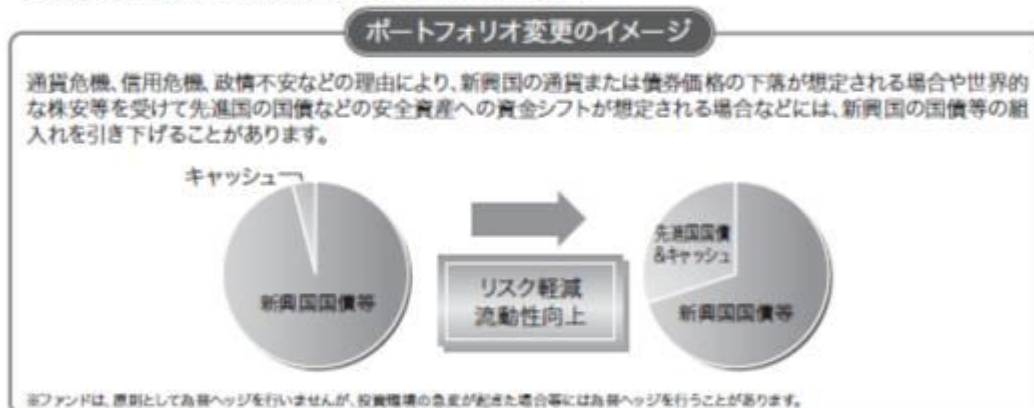 ポートフォリオ変更のイメージ
通貨危機、信用危機、政情不安などの理由により、新興国の通貨または債券価格の下落が想定される場合や世界的
な株安等を受けて先進国の国債などの安全資産への資金シフトが想定される場合などには、新興国の国債等の組
入れを引き下げることがあります。
キャッシュ
新興国国債等
リスク軽減
流動性向上
先進国国債
&キャッシュ
新興国国債等
※ファンドは、原則として為替ヘッジを行いませんが、投資環境の急変が起きた場合等には為替ヘッジを行うことがあります。